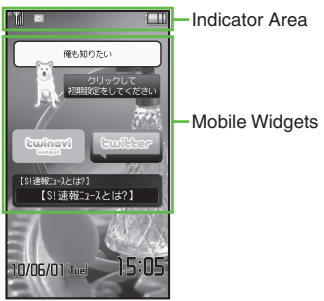 Indicator Area
俺も知りたい
クリックして
初期設定をしてください
Mobile Widgets
twinavi
widget
twitter
【S!速報ニュースとは?】
【S!速報ニュースとは?】
10/06/01(Tue) 15:05